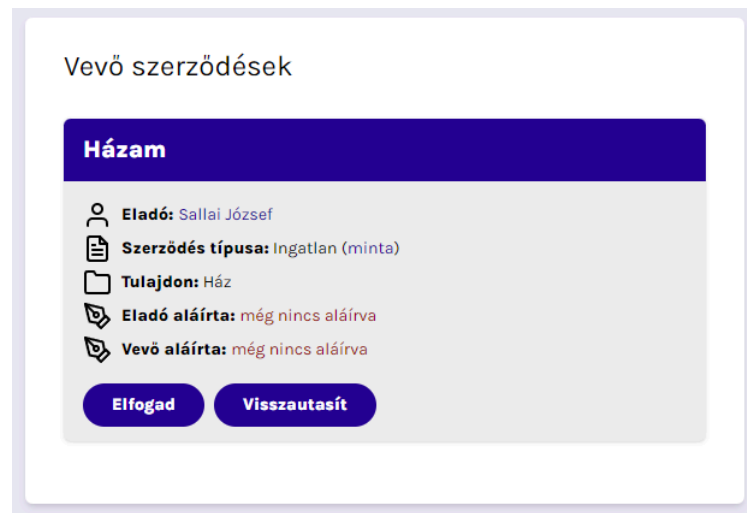 Vevő szerződések
Házam
Eladó: Sallai József
Szerződés típusa: Ingatlan (minta)
Tulajdon: Ház
Eladó aláírta: még nincs aláírva
Vevő aláírta: még nincs aláírva
Elfogad Visszautasít